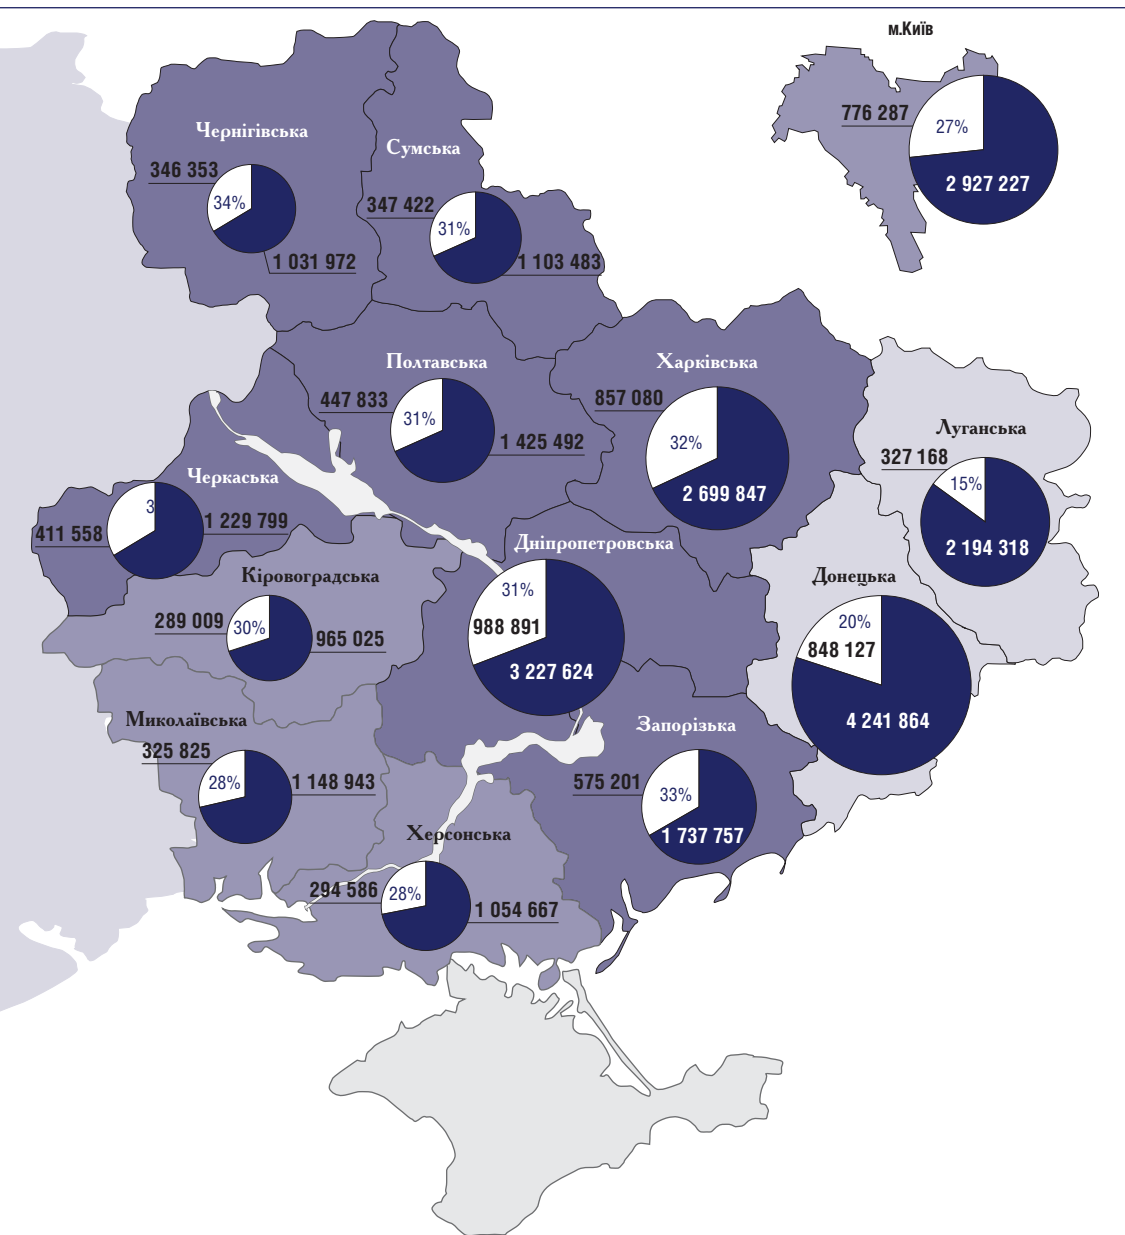 м.Київ
776 287
27%
2 927 227
Чернігівська
346 353
34%
1 031 972
Сумська
347 422
31%
1 103 483
Полтавська
447 833
31%
1 425 492
Харківська
857 080
32%
2 699 847
Луганська
327 168
15%
2 194 318
Черкаська
3
411 558
1 229 799
Кіровоградська
289 009
30%
965 025
Дніпропетровська
31%
988 891
3 227 624
Донецька
20%
848 127
4 241 864
Миколаївська
325 825
28%
1 148 943
Запорізька
575 201
33%
1 737 757
Херсонська
294 586
28%
1 054 667